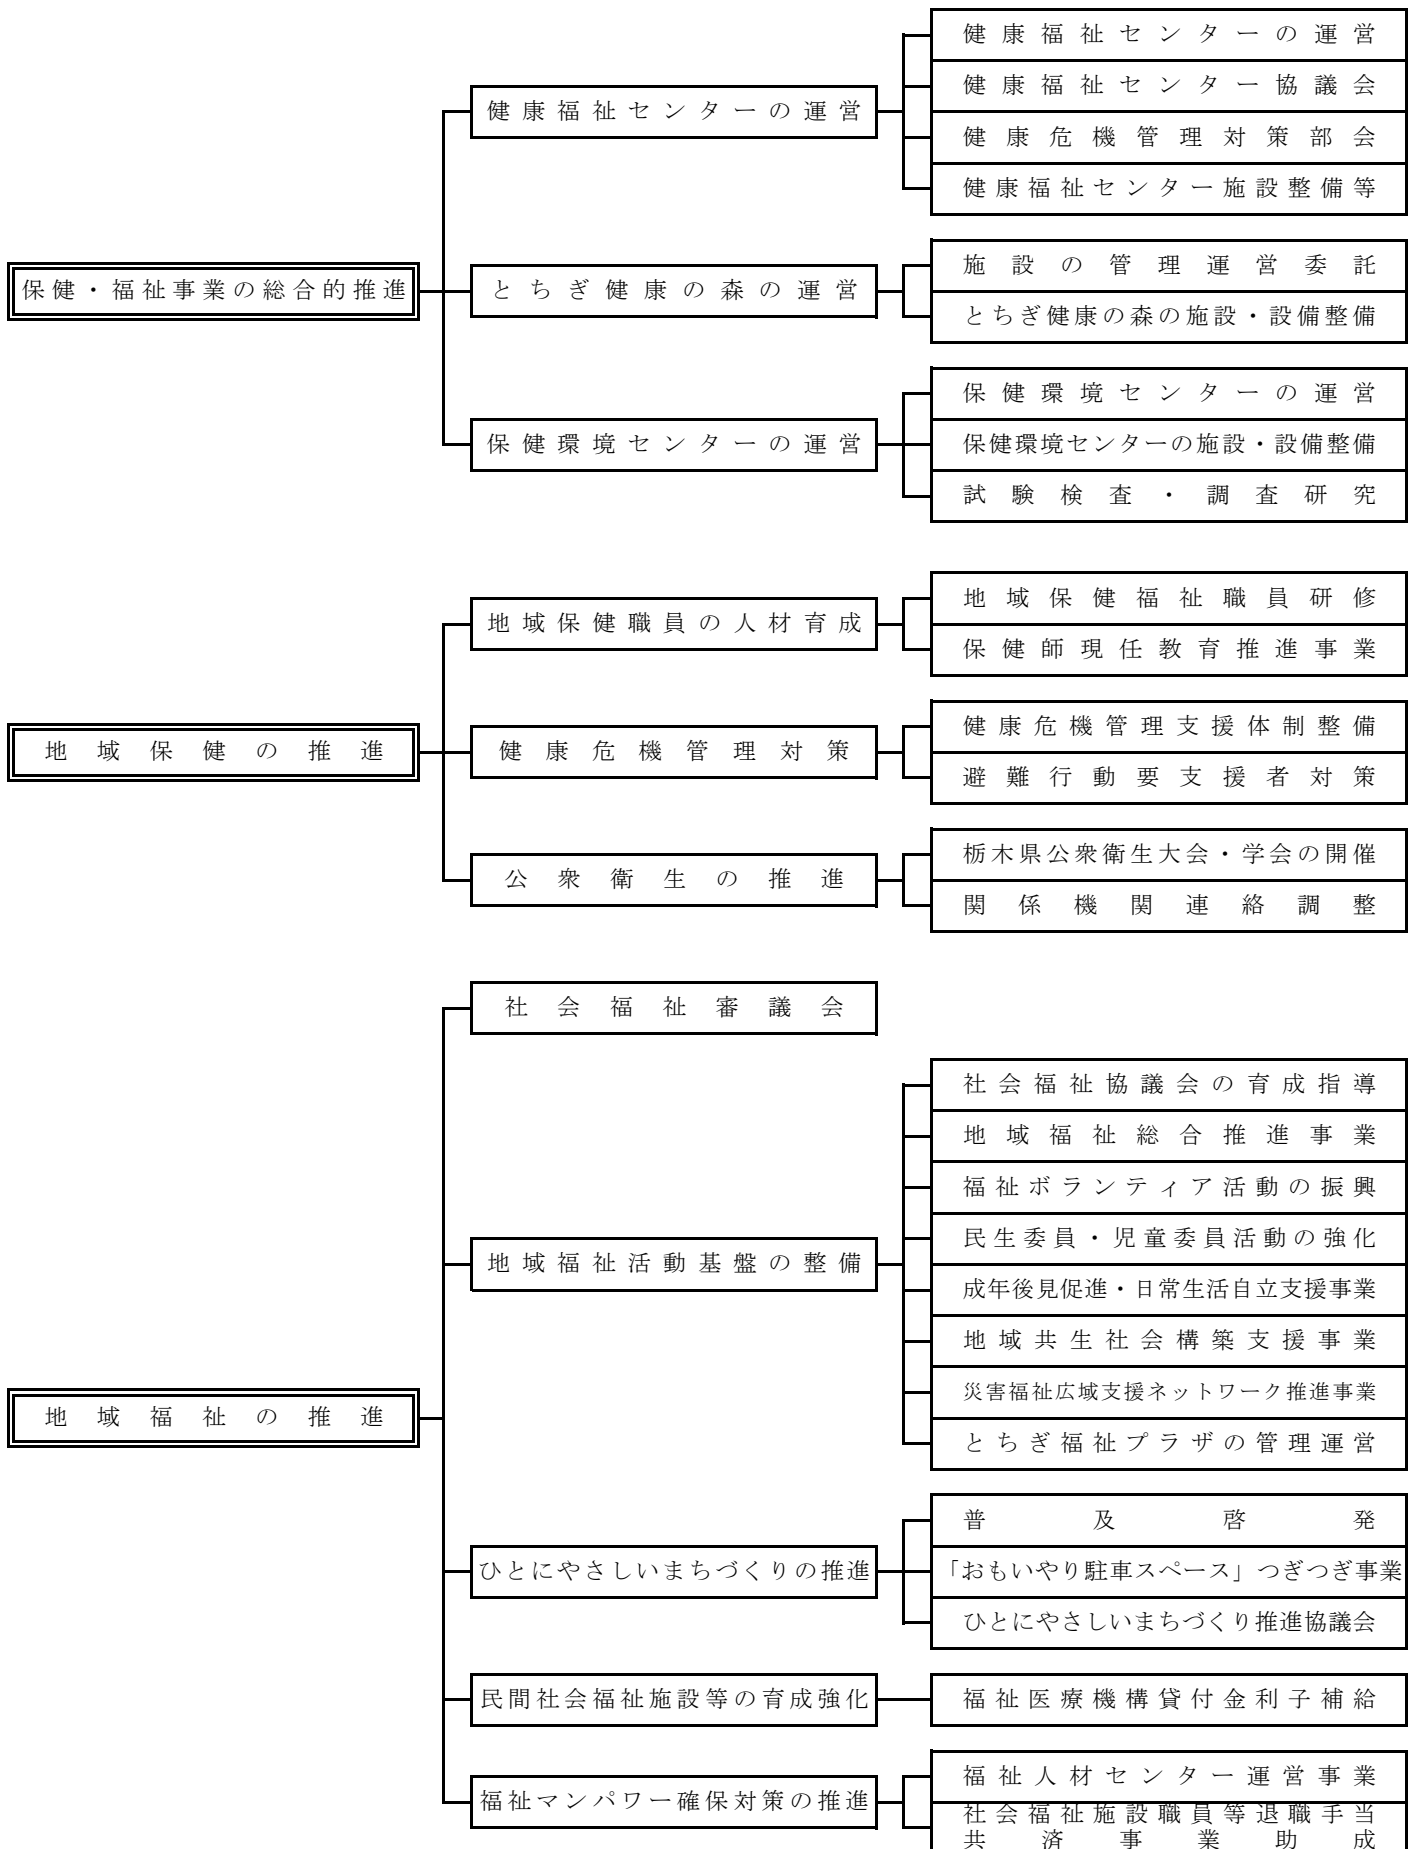 保健・福祉事業の総合的推進
健康福祉センターの運営
健康福祉センターの運営
健康福祉センター協議会
健康危機管理対策部会
健康福祉センター施設整備等
とちぎ健康の森の運営
施設の管理運営委託
とちぎ健康の森の施設・設備整備
保健環境センターの運営
保健環境センターの運営
保健環境センターの施設・設備整備
試験検査・調査研究
地域保健の推進
地域保健職員の人材育成
地域保健福祉職員研修
保健師現任教育推進事業
健康危機管理対策
健康危機管理支援体制整備
避難行動要支援者対策
公衆衛生の推進
栃木県公衆衛生大会・学会の開催
関係機関連絡調整
地域福祉の推進
社会福祉審議会
地域福祉活動基盤の整備
社会福祉協議会の育成指導
地域福祉総合推進事業
福祉ボランティア活動の振興
民生委員・児童委員活動の強化
成年後見促進・日常生活自立支援事業
地域共生社会構築支援事業
災害福祉広域支援ネットワーク推進事業
とちぎ福祉プラザの管理運営
ひとにやさしいまちづくりの推進
普及啓発
「おもいやり駐車スペース」つぎつぎ事業
ひとにやさしいまちづくり推進協議会
民間社会福祉施設等の育成強化
福祉医療機構貸付金利子補給
福祉マンパワー確保対策の推進
福祉人材センター運営事業
社会福祉施設職員等退職手当
共済事業助成